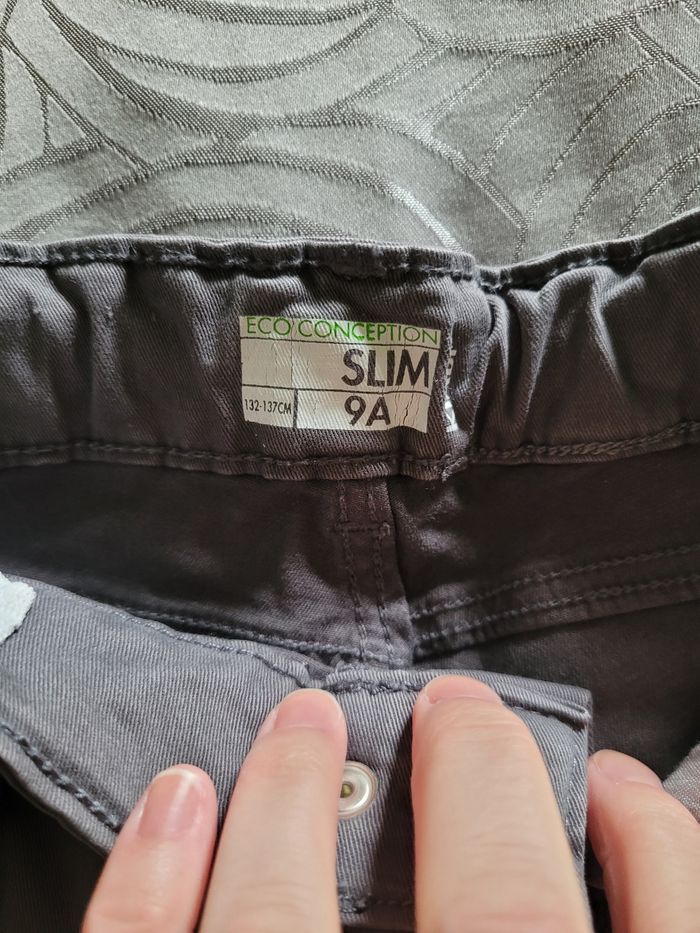 ECO CONCEPTION
SLIM
132-137CM
9A